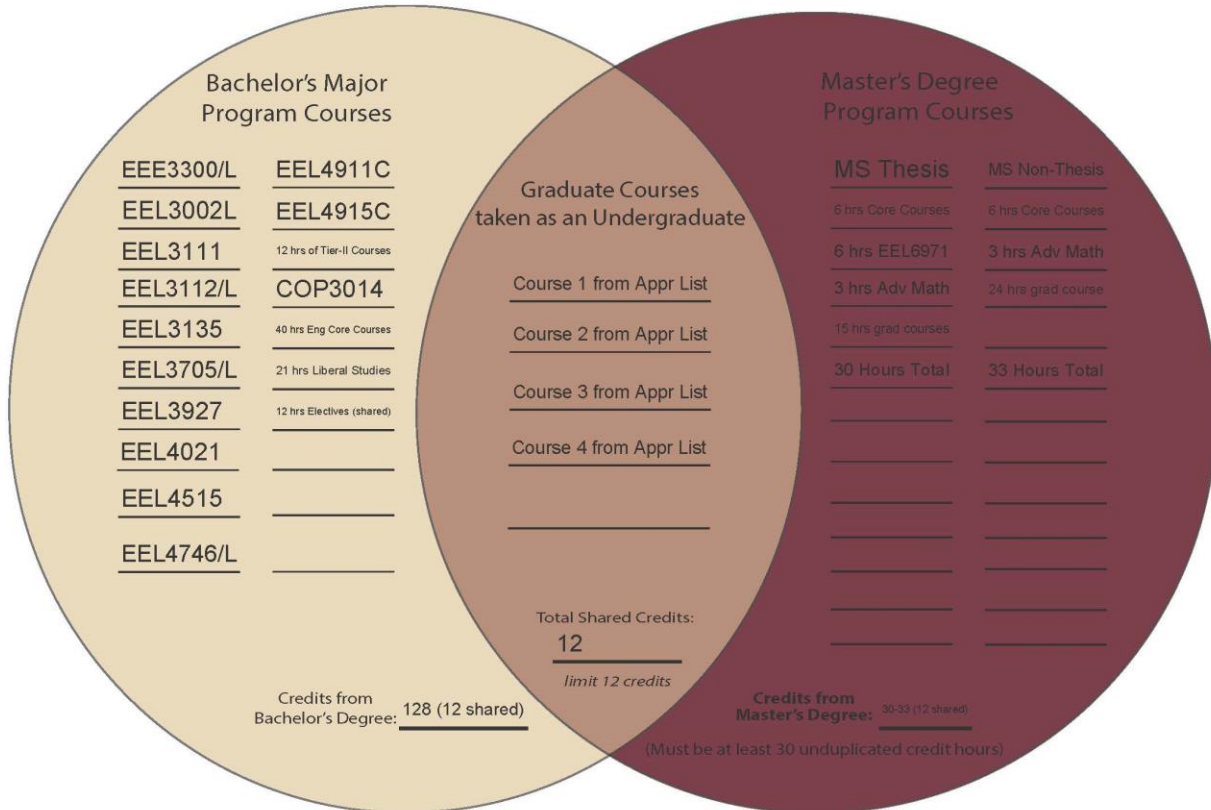 Bachelor's Major
Program Courses
EEE3300/L
EEL3002L
EEL3111
EEL3112/L
EEL3135
EEL3705/L
EEL3927
EEL4021
EEL4515
EEL4746/L
EEL4911C
EEL4915C
12 hrs of Tier-II Courses
COP3014
40 hrs Eng Core Courses
21 hrs Liberal Studies
12 hrs Electives (shared)
Credits from
Bachelor's Degree: 128 (12 shared)
Graduate Courses
taken as an Undergraduate
Course 1 from Appr List
Course 2 from Appr List
Course 3 from Appr List
Course 4 from Appr List
Total Shared Credits:
12
limit 12 credits
Master's Degree
Program Courses
MS Thesis
6 hrs Core Courses
6 hrs EEL6971
3 hrs Adv Math
15 hrs grad courses
30 Hours Total
MS Non-Thesis
6 hrs Core Courses
3 hrs Adv Math
24 hrs grad course
33 Hours Total
Credits from
Master's Degree: 30-33 (12 shared)
(Must be at least 30 unduplicated credit hours)